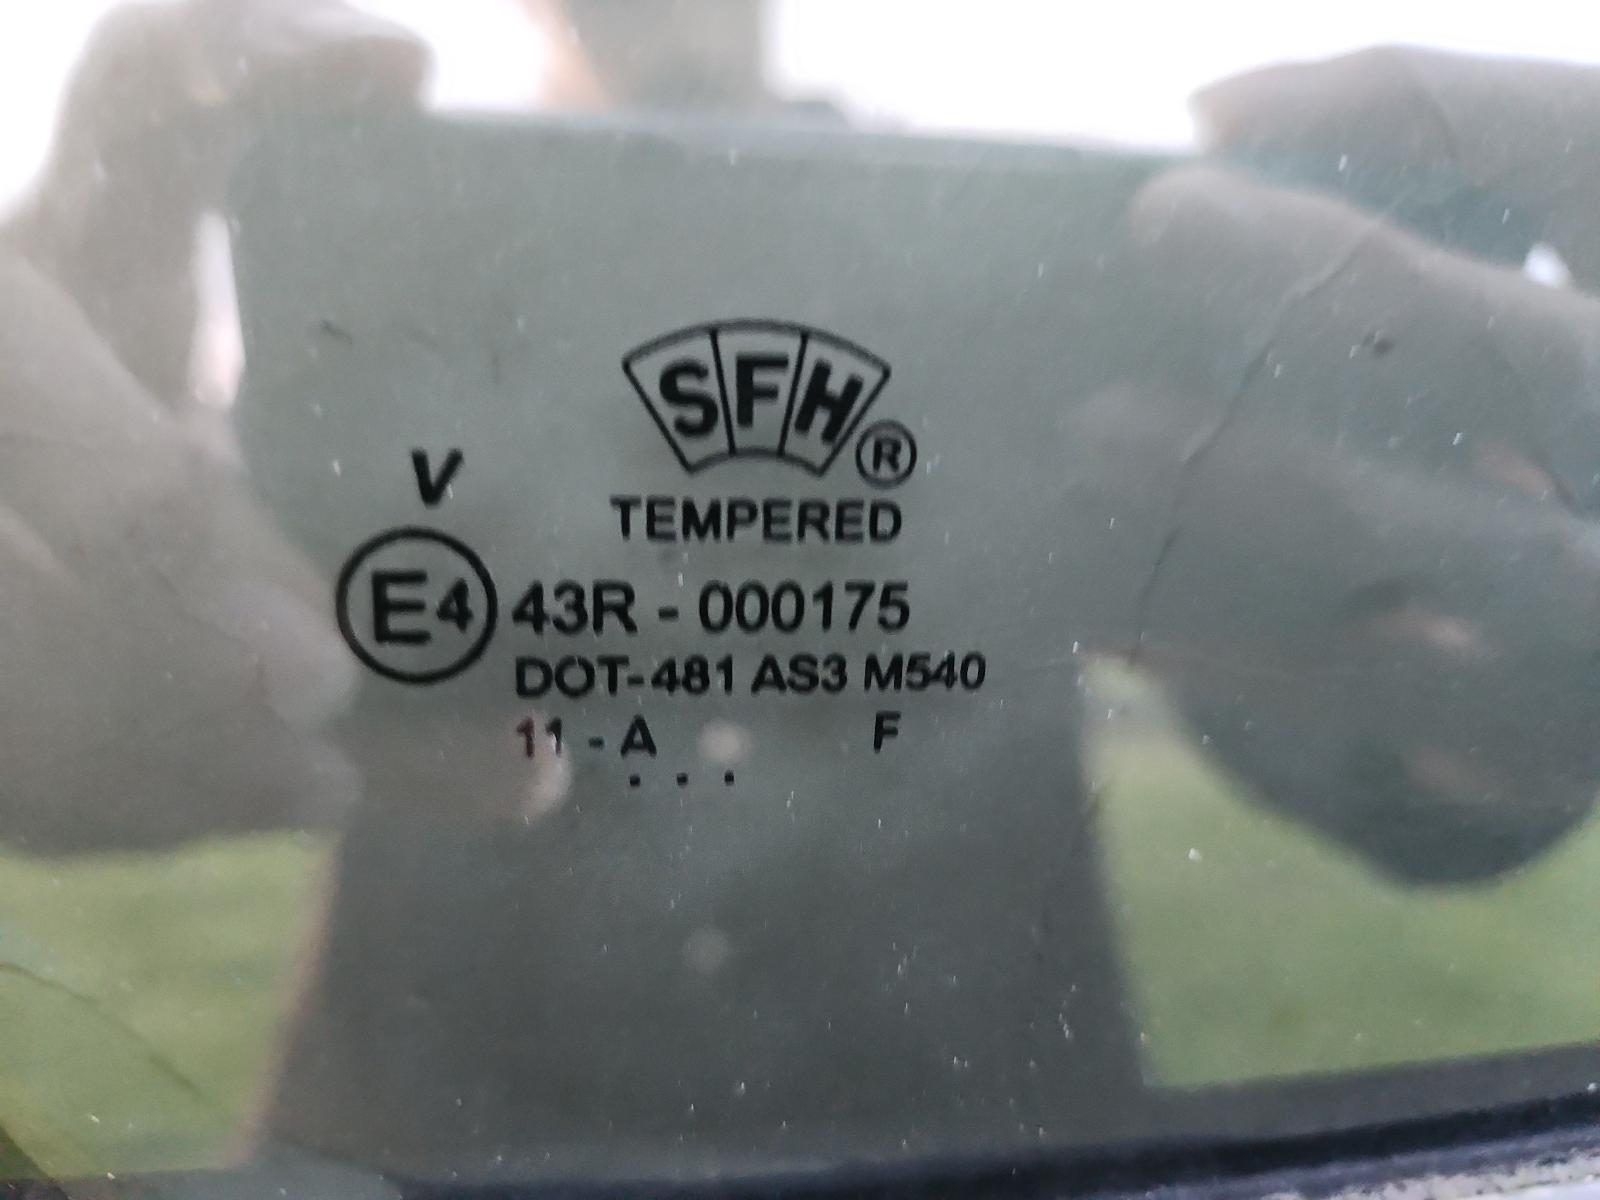 SFH®
TEMPERED
V
E4 43R - 000175
DOT-481 AS3 M540
11 - A F
. . .